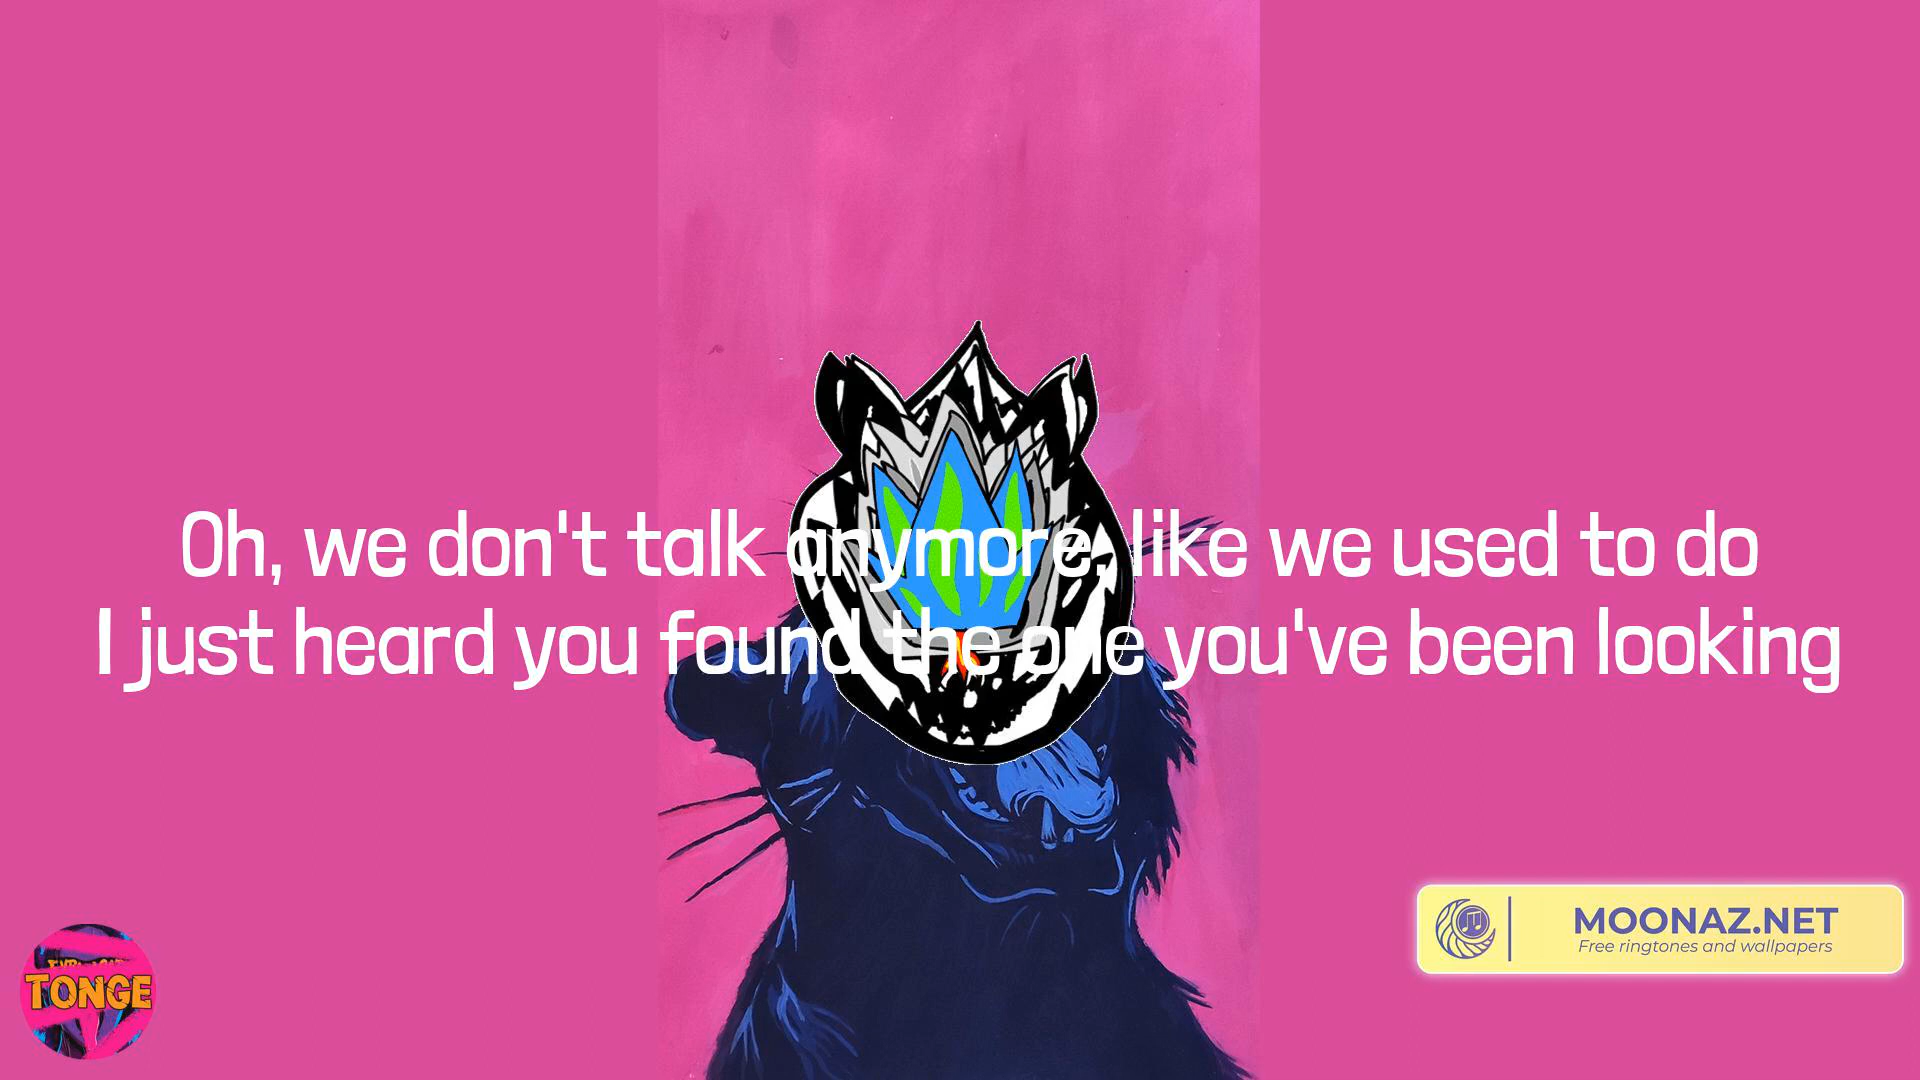 Oh, we don't talk anymore, like we used to do
I just heard you found the one you've been looking
TONGE
MOONAZ.NET
Free ringtones and wallpapers